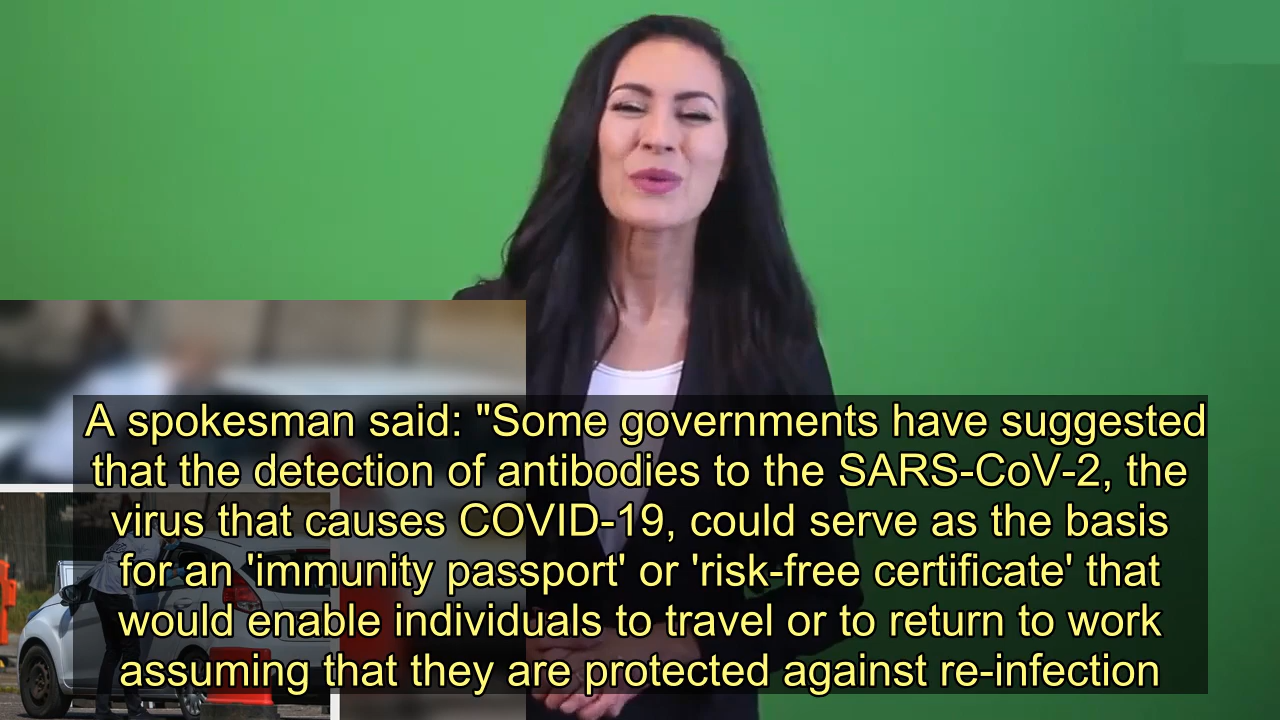 A spokesman said: "Some governments have suggested
that the detection of antibodies to the SARS-CoV-2, the
virus that causes COVID-19, could serve as the basis
for an 'immunity passport' or 'risk-free certificate' that
would enable individuals to travel or to return to work
assuming that they are protected against re-infection